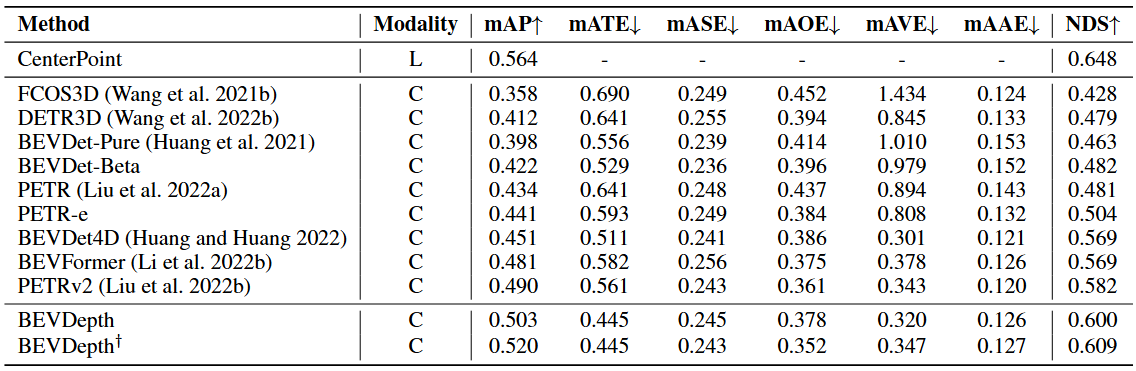 Method Modality mAP↑ mATE↓ mASE↓ mAOE↓ mAVE↓ mAAE↓ NDS↑
CenterPoint L 0.564 - - - - - 0.648
FCOS3D (Wang et al. 2021b) C 0.358 0.690 0.249 0.452 1.434 0.124 0.428
DETR3D (Wang et al. 2022b) C 0.412 0.641 0.255 0.394 0.845 0.133 0.479
BEVDet-Pure (Huang et al. 2021) C 0.398 0.556 0.239 0.414 1.010 0.153 0.463
BEVDet-Beta C 0.422 0.529 0.236 0.396 0.979 0.152 0.482
PETR (Liu et al. 2022a) C 0.434 0.641 0.248 0.437 0.894 0.143 0.481
PETR-e C 0.441 0.593 0.249 0.384 0.808 0.132 0.504
BEVDet4D (Huang and Huang 2022) C 0.451 0.511 0.241 0.386 0.301 0.121 0.569
BEVFormer (Li et al. 2022b) C 0.481 0.582 0.256 0.375 0.378 0.126 0.569
PETRv2 (Liu et al. 2022b) C 0.490 0.561 0.243 0.361 0.343 0.120 0.582
BEVDepth C 0.503 0.445 0.245 0.378 0.320 0.126 0.600
BEVDepth† C 0.520 0.445 0.243 0.352 0.347 0.127 0.609